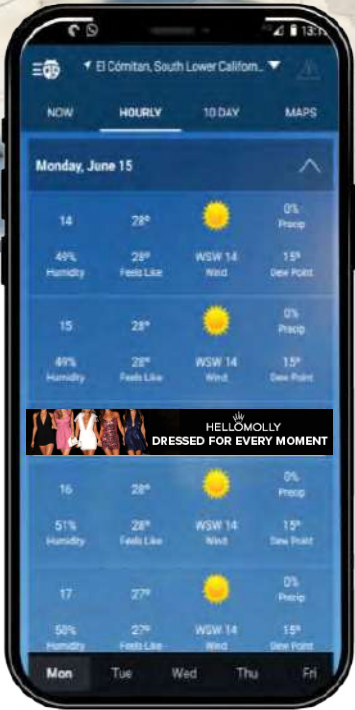 13:1
El Cómitan, South Lower Californ...
NOW HOURLY 10 DAY MAPS
Monday, June 15
14 28° 0%
Precip
49% 28° WSW 14 15°
Humidity Feels Like Wind Dew Point
15 28° 0%
Precip
49% 28° WSW 14 15°
Humidity Feels Like Wind Dew Point
HELLOMOLLY
DRESSED FOR EVERY MOMENT
16 28° 0%
Precip
51% 28° WSW 14 15°
Humidity Feels Like Wind Dew Point
17 27° 0%
Precip
50% 27° WSW 14 15°
Humidity Feels Like Wind Dew Point
Mon Tue Wed Thu Fri